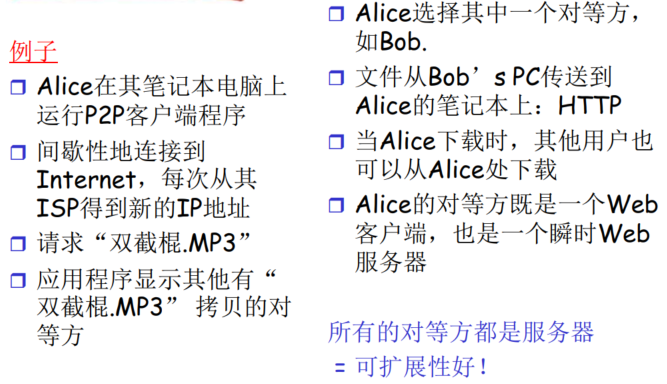 例子
Alice在其笔记本电脑上
运行P2P客户端程序
间歇性地连接到
Internet，每次从其
ISP得到新的IP地址
请求“双截棍.MP3”
应用程序显示其他有“
双截棍.MP3” 拷贝的对
等方
Alice选择其中一个对等方，
如Bob.
文件从Bob’s PC传送到
Alice的笔记本上：HTTP
当Alice下载时，其他用户也
可以从Alice处下载
Alice的对等方既是一个Web
客户端，也是一个瞬时Web
服务器
所有的对等方都是服务器
= 可扩展性好！